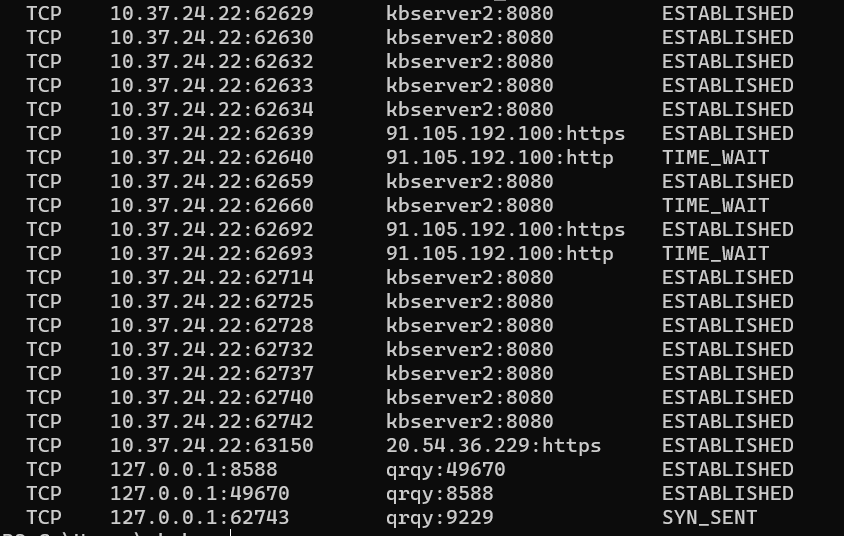 TCP 10.37.24.22:62629 kbserver2:8080 ESTABLISHED
TCP 10.37.24.22:62630 kbserver2:8080 ESTABLISHED
TCP 10.37.24.22:62632 kbserver2:8080 ESTABLISHED
TCP 10.37.24.22:62633 kbserver2:8080 ESTABLISHED
TCP 10.37.24.22:62634 kbserver2:8080 ESTABLISHED
TCP 10.37.24.22:62639 91.105.192.100:https ESTABLISHED
TCP 10.37.24.22:62640 91.105.192.100:http TIME_WAIT
TCP 10.37.24.22:62659 kbserver2:8080 ESTABLISHED
TCP 10.37.24.22:62660 kbserver2:8080 TIME_WAIT
TCP 10.37.24.22:62692 91.105.192.100:https ESTABLISHED
TCP 10.37.24.22:62693 91.105.192.100:http TIME_WAIT
TCP 10.37.24.22:62714 kbserver2:8080 ESTABLISHED
TCP 10.37.24.22:62725 kbserver2:8080 ESTABLISHED
TCP 10.37.24.22:62728 kbserver2:8080 ESTABLISHED
TCP 10.37.24.22:62732 kbserver2:8080 ESTABLISHED
TCP 10.37.24.22:62737 kbserver2:8080 ESTABLISHED
TCP 10.37.24.22:62740 kbserver2:8080 ESTABLISHED
TCP 10.37.24.22:62742 kbserver2:8080 ESTABLISHED
TCP 10.37.24.22:63150 20.54.36.229:https ESTABLISHED
TCP 127.0.0.1:8588 qrqy:49670 ESTABLISHED
TCP 127.0.0.1:49670 qrqy:8588 ESTABLISHED
TCP 127.0.0.1:62743 qrqy:9229 SYN_SENT